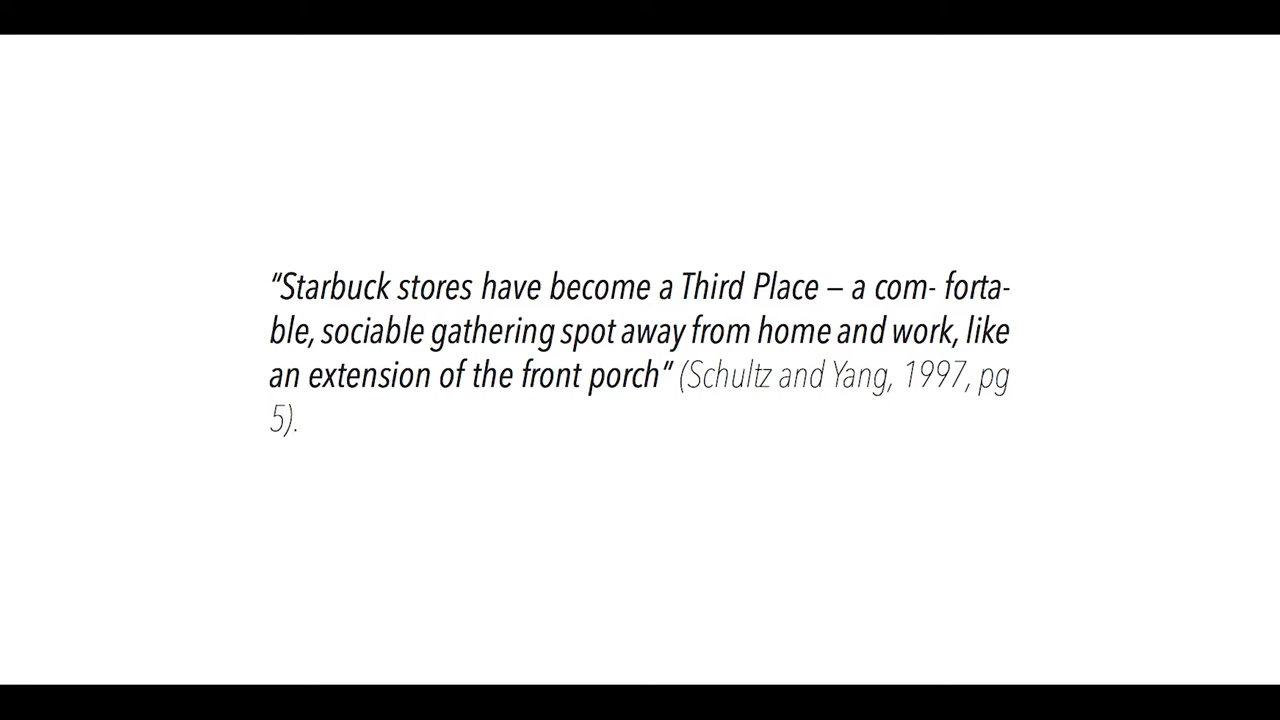 “Starbuck stores have become a Third Place – a com- forta-
ble, sociable gathering spot away from home and work, like
an extension of the front porch” (Schultz and Yang, 1997, pg
5).